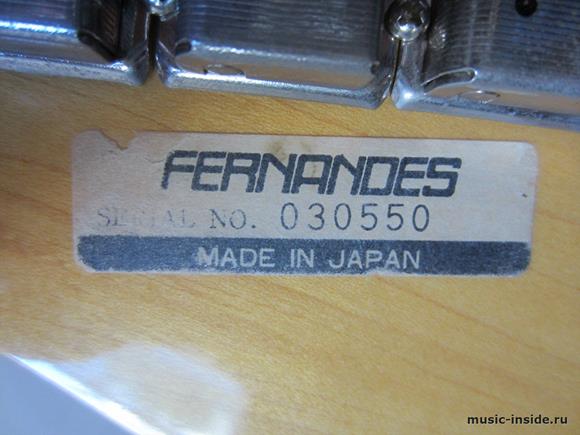 FERNANDES
SERIAL NO. 030550
MADE IN JAPAN
music-inside.ru